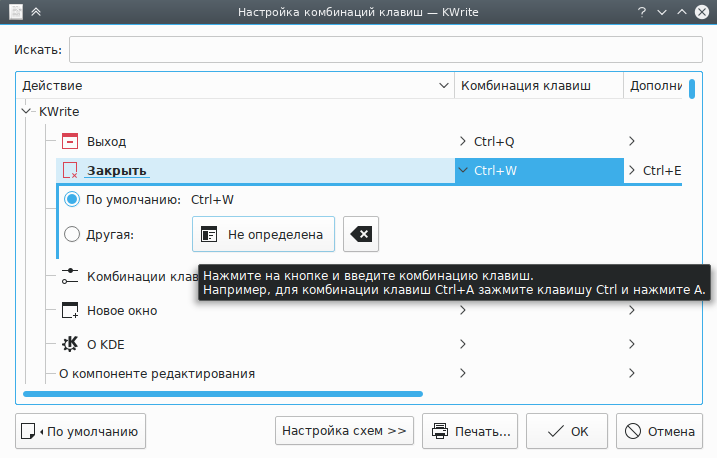 Настройка комбинаций клавиш — KWrite
Искать:
Действие Комбинация клавиш Дополни
KWrite
Выход Ctrl+Q
Закрыть Ctrl+W Ctrl+E
По умолчанию: Ctrl+W
Другая: Не определена
Комбинации клав
Нажмите на кнопке и введите комбинацию клавиш.
Например, для комбинации клавиш Ctrl+A зажмите клавишу Ctrl и нажмите A.
Новое окно
О KDE
О компоненте редактирования
По умолчанию Настройка схем >> Печать... ОК Отмена